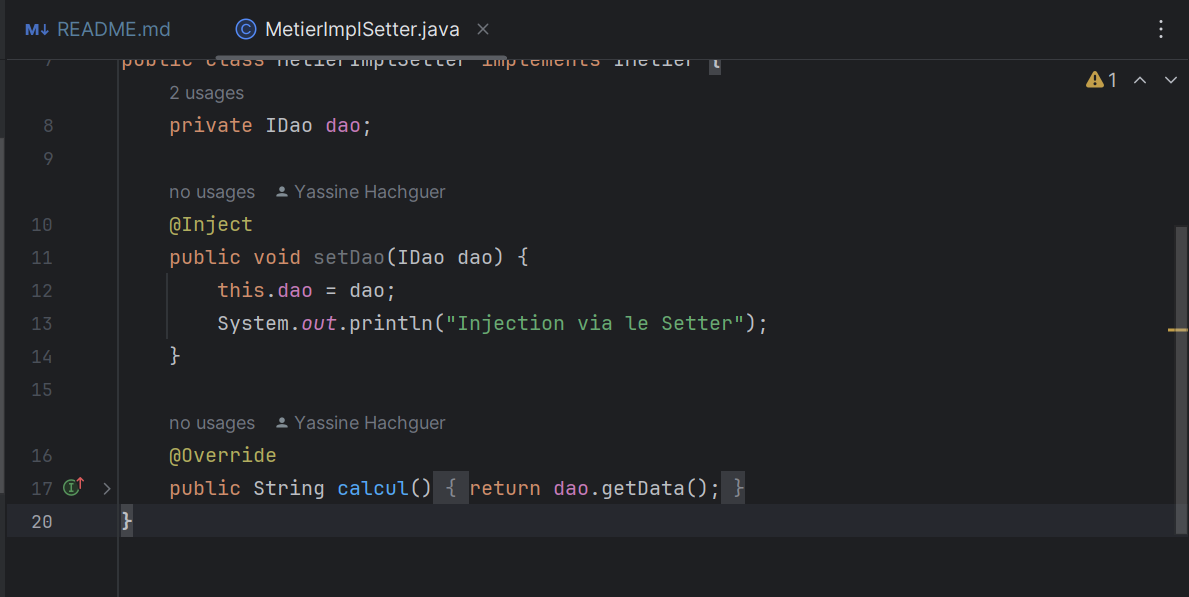 M↓ README.md
© MetierImplSetter.java ×
7 public class MetierImplSetter implements IMetier {
⚠ 1
2 usages
8 private IDao dao;
9
no usages Yassine Hachguer
10 @Inject
11 public void setDao(IDao dao) {
12 this.dao = dao;
13 System.out.println("Injection via le Setter");
14 }
15
no usages Yassine Hachguer
16 @Override
17 public String calcul() { return dao.getData(); }
20 }